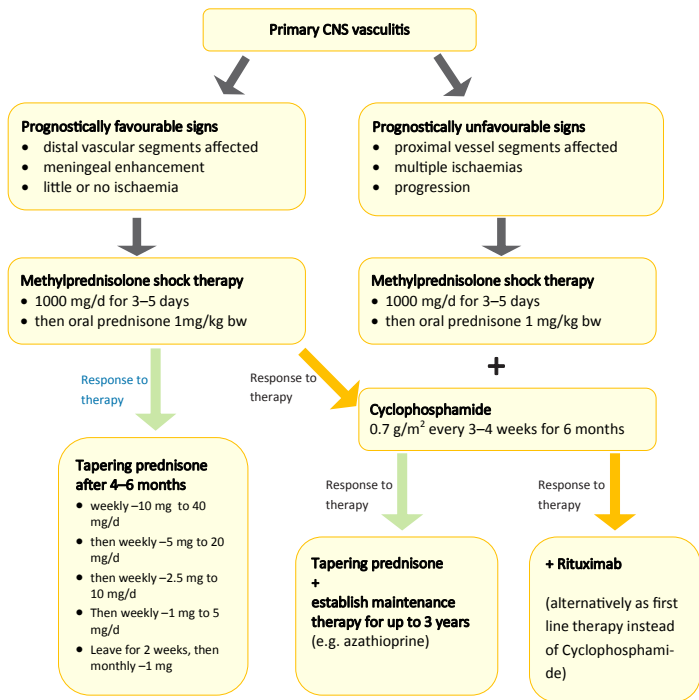 Primary CNS vasculitis
Prognostically favourable signs
• distal vascular segments affected
• meningeal enhancement
• little or no ischaemia
Prognostically unfavourable signs
• proximal vessel segments affected
• multiple ischaemias
• progression
Methylprednisolone shock therapy
• 1000 mg/d for 3–5 days
• then oral prednisone 1mg/kg bw
Methylprednisolone shock therapy
• 1000 mg/d for 3–5 days
• then oral prednisone 1 mg/kg bw
+
Response to
therapy
Response to
therapy
Cyclophosphamide
0.7 g/m² every 3–4 weeks for 6 months
Tapering prednisone
after 4–6 months
• weekly –10 mg to 40
mg/d
• then weekly –5 mg to 20
mg/d
• then weekly –2.5 mg to
10 mg/d
• Then weekly –1 mg to 5
mg/d
• Leave for 2 weeks, then
monthly –1 mg
Response to
therapy
Response to
therapy
Tapering prednisone
+
establish maintenance
therapy for up to 3 years
(e.g. azathioprine)
+ Rituximab
(alternatively as first
line therapy instead
of Cyclophosphami-
de)